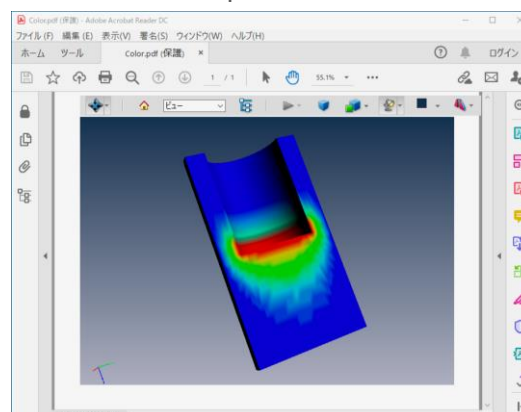 Color.pdf (保護) - Adobe Acrobat Reader DC
ファイル(F) 編集(E) 表示(V) 署名(S) ウィンドウ(W) ヘルプ(H)
ホーム ツール Color.pdf (保護) × ログイン
1 / 1 55.1%
ビュー